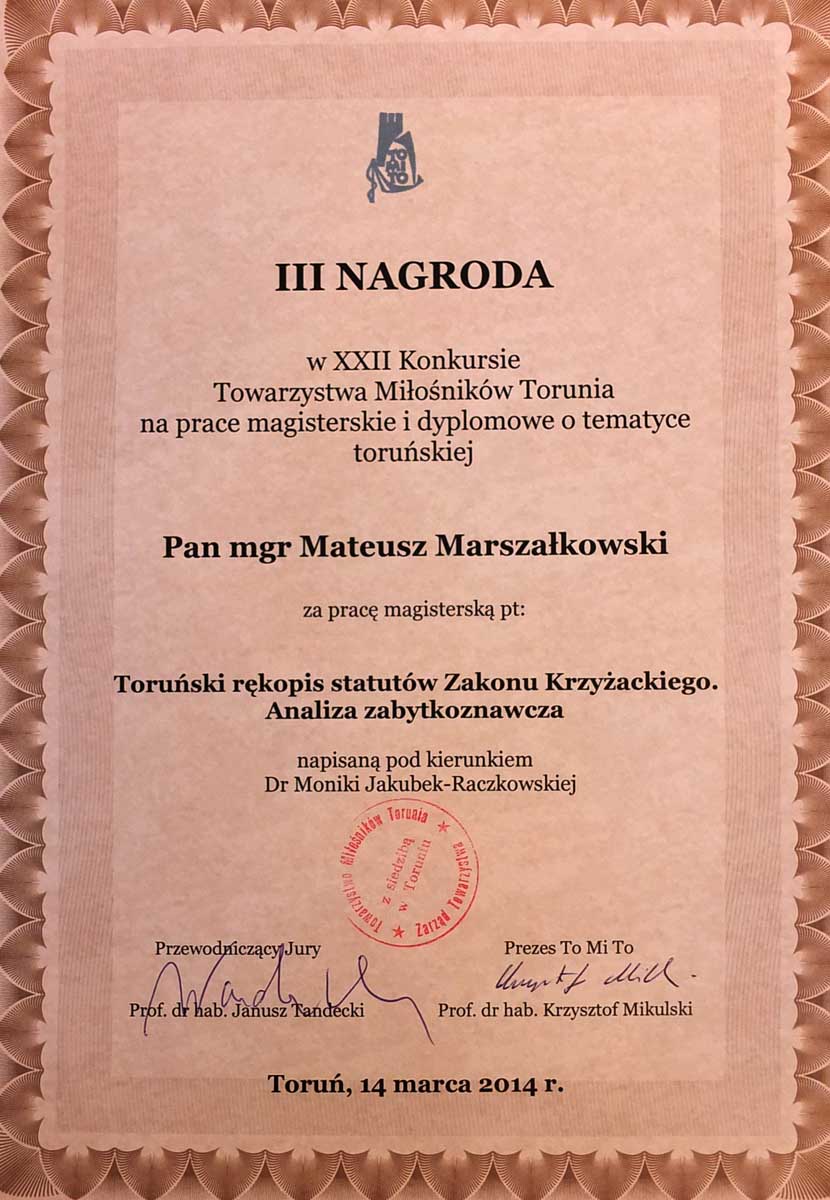 TO
MI
TO
III NAGRODA
w XXII Konkursie
Towarzystwa Miłośników Torunia
na prace magisterskie i dyplomowe o tematyce
toruńskiej
Pan mgr Mateusz Marszałkowski
za pracę magisterską pt:
Toruński rękopis statutów Zakonu Krzyżackiego.
Analiza zabytkoznawcza
napisaną pod kierunkiem
Dr Moniki Jakubek-Raczkowskiej
Towarzystwo Miłośników Torunia ★ Zarząd Towarzystwa ★
z siedzibą
w Toruniu
Przewodniczący Jury
Prof. dr hab. Janusz Tandecki
Prezes To Mi To
Prof. dr hab. Krzysztof Mikulski
Toruń, 14 marca 2014 r.